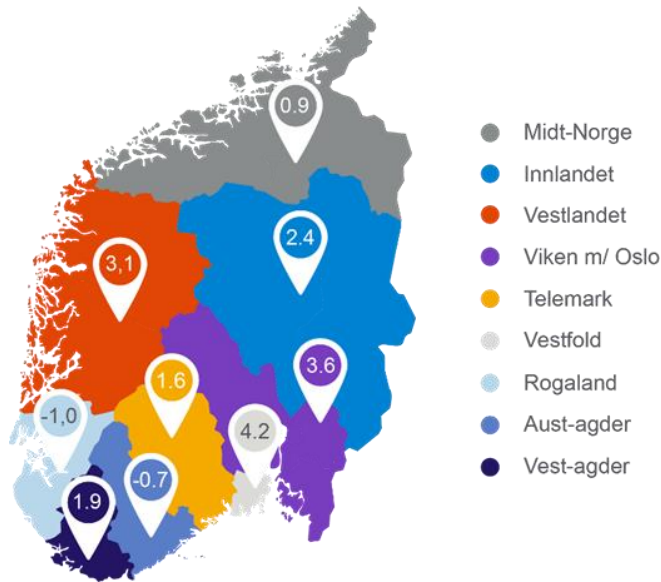 0.9
2.4
3,1
3.6
1.6
-1,0
4.2
-0.7
1.9
Midt-Norge
Innlandet
Vestlandet
Viken m/ Oslo
Telemark
Vestfold
Rogaland
Aust-agder
Vest-agder